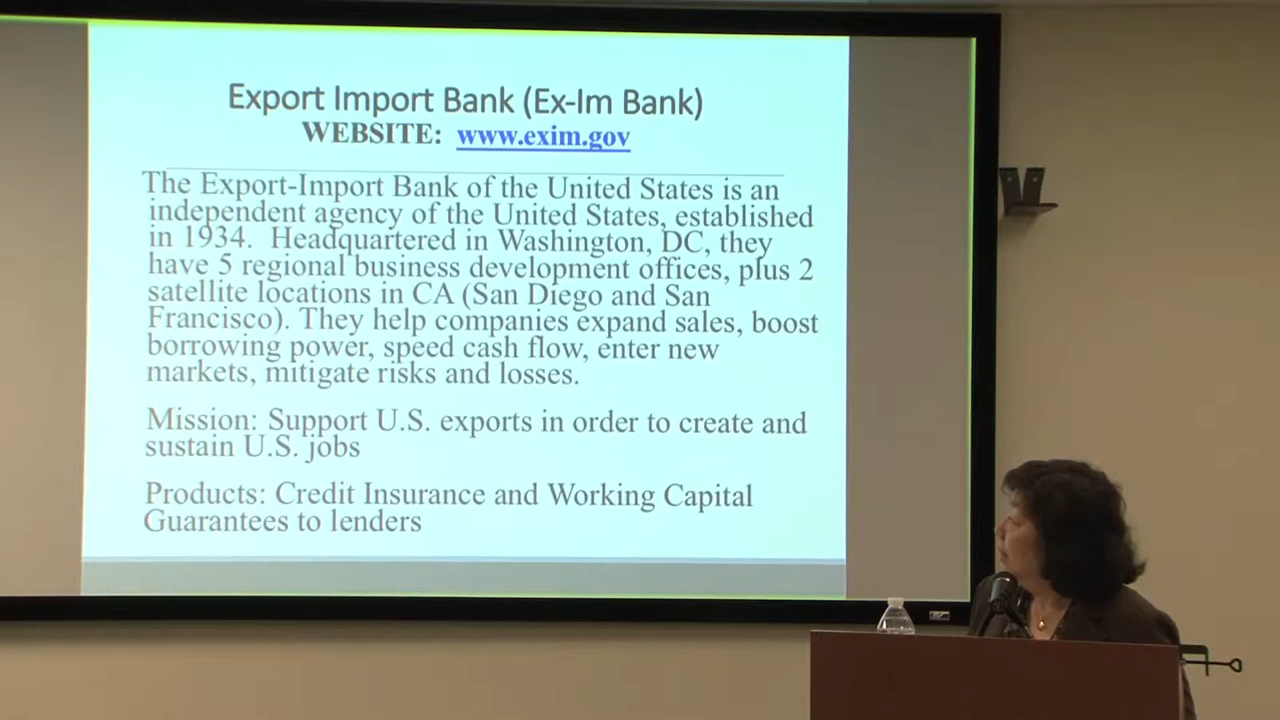 Export Import Bank (Ex-Im Bank)
WEBSITE: www.exim.gov
The Export-Import Bank of the United States is an
independent agency of the United States, established
in 1934. Headquartered in Washington, DC, they
have 5 regional business development offices, plus 2
satellite locations in CA (San Diego and San
Francisco). They help companies expand sales, boost
borrowing power, speed cash flow, enter new
markets, mitigate risks and losses.
Mission: Support U.S. exports in order to create and
sustain U.S. jobs
Products: Credit Insurance and Working Capital
Guarantees to lenders